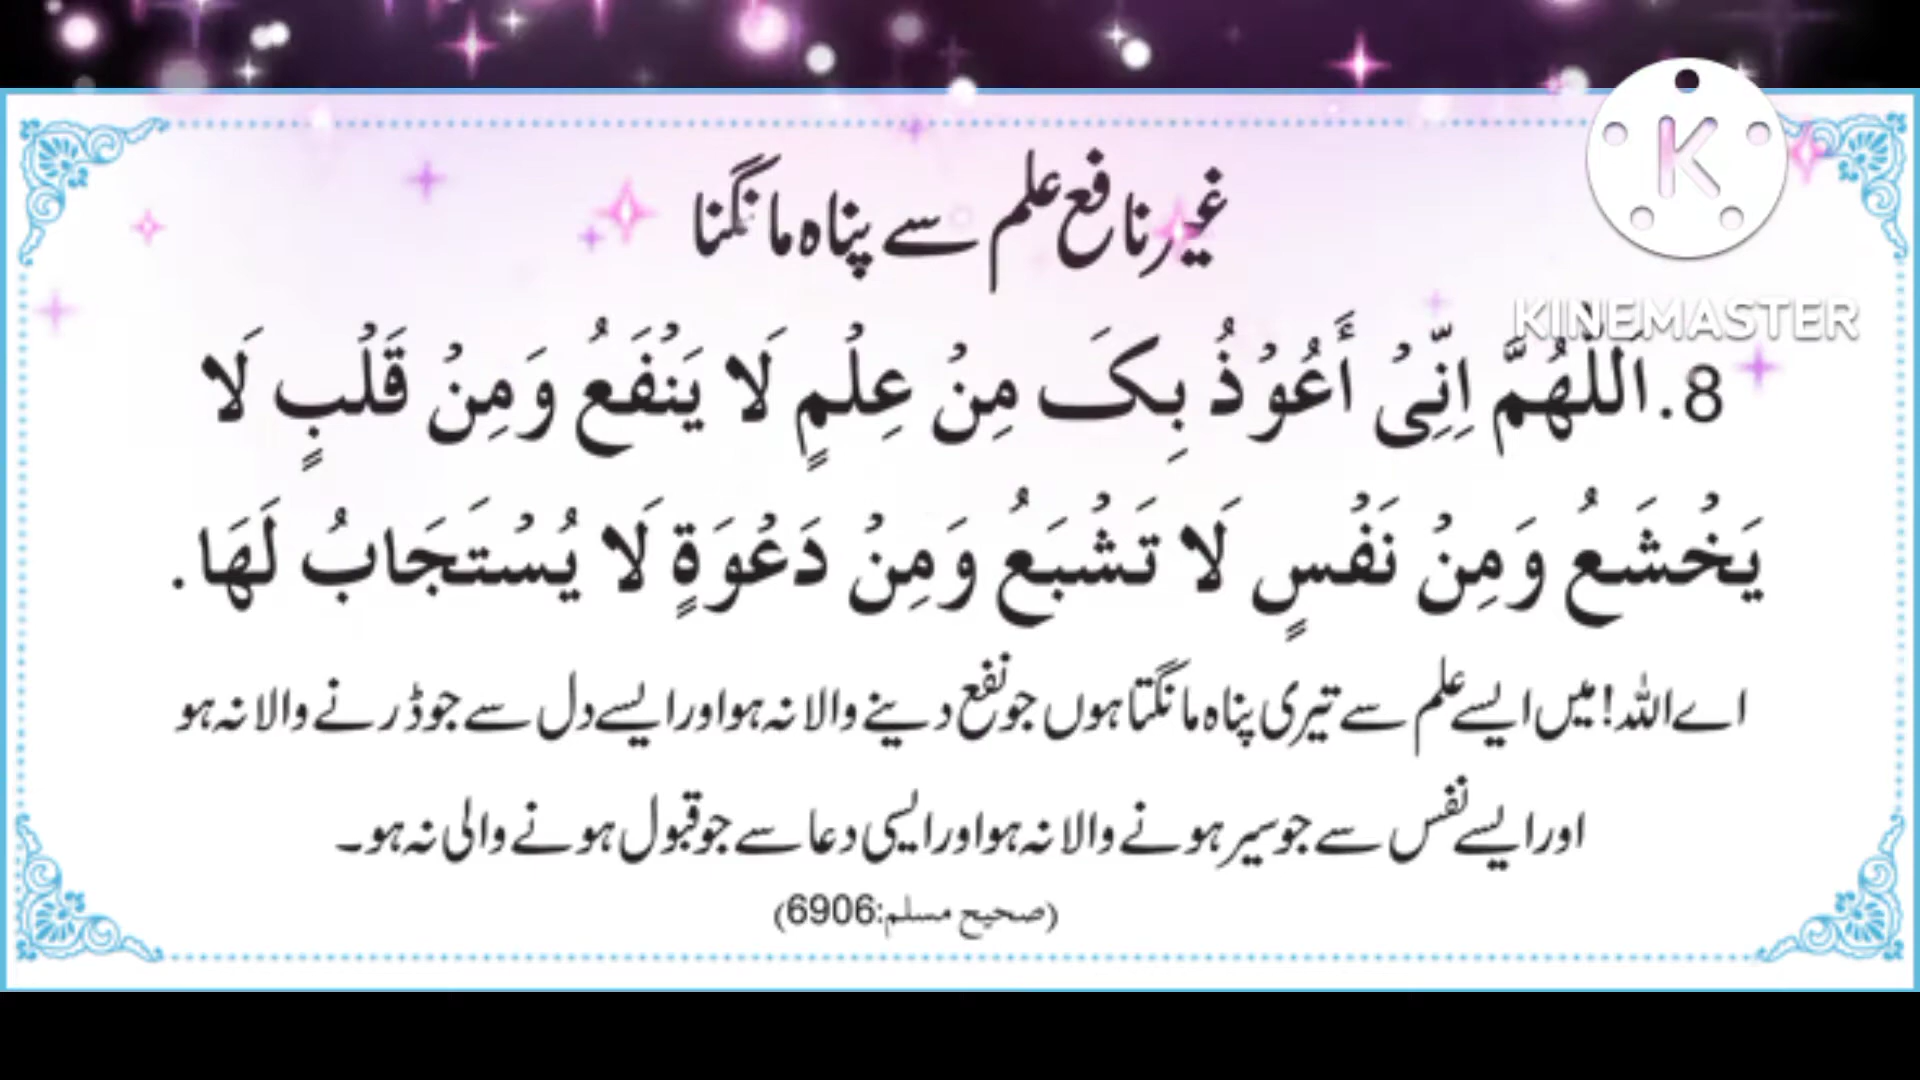 غیر نافع علم سے پناہ مانگنا
K
KINEMASTER
8. اَللّٰهُمَّ اِنِّىْ أَعُوْذُ بِکَ مِنْ عِلْمٍ لَا يَنْفَعُ وَمِنْ قَلْبٍ لَا
يَخْشَعُ وَمِنْ نَفْسٍ لَا تَشْبَعُ وَمِنْ دَعْوَةٍ لَا يُسْتَجَابُ لَهَا.
اے اللہ! میں ایسے علم سے تیری پناہ مانگتا ہوں جو نفع دینے والا نہ ہو اور ایسے دل سے جو ڈرنے والا نہ ہو
اور ایسے نفس سے جو سیر ہونے والا نہ ہو اور ایسی دعا سے جو قبول ہونے والی نہ ہو۔
(صحیح مسلم:6906)